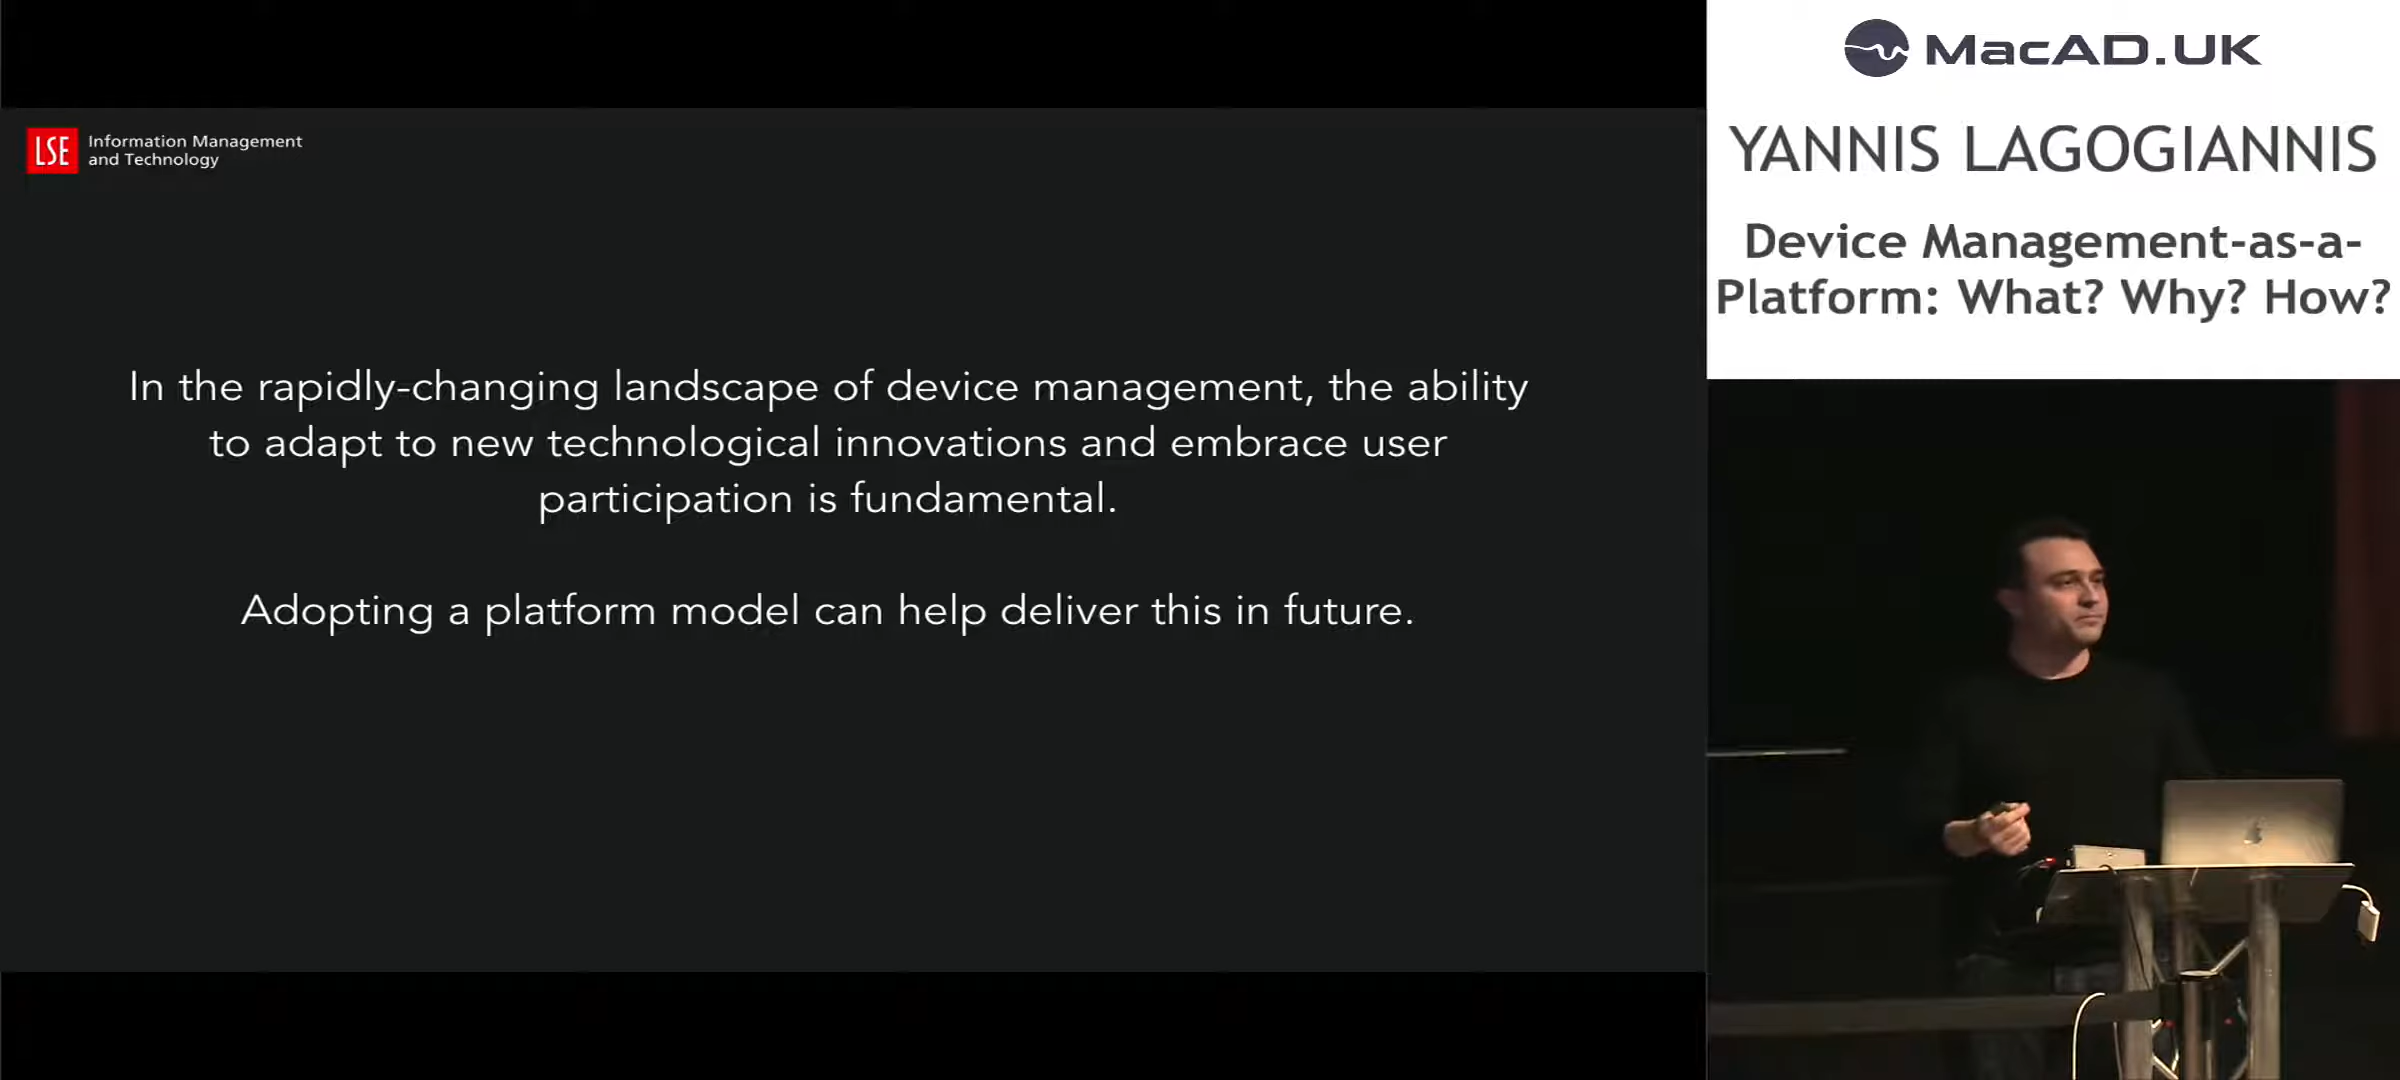 LSE
Information Management
and Technology
In the rapidly-changing landscape of device management, the ability
to adapt to new technological innovations and embrace user
participation is fundamental.
Adopting a platform model can help deliver this in future.
MacAD.UK
YANNIS LAGOGIANNIS
Device Management-as-a-
Platform: What? Why? How?